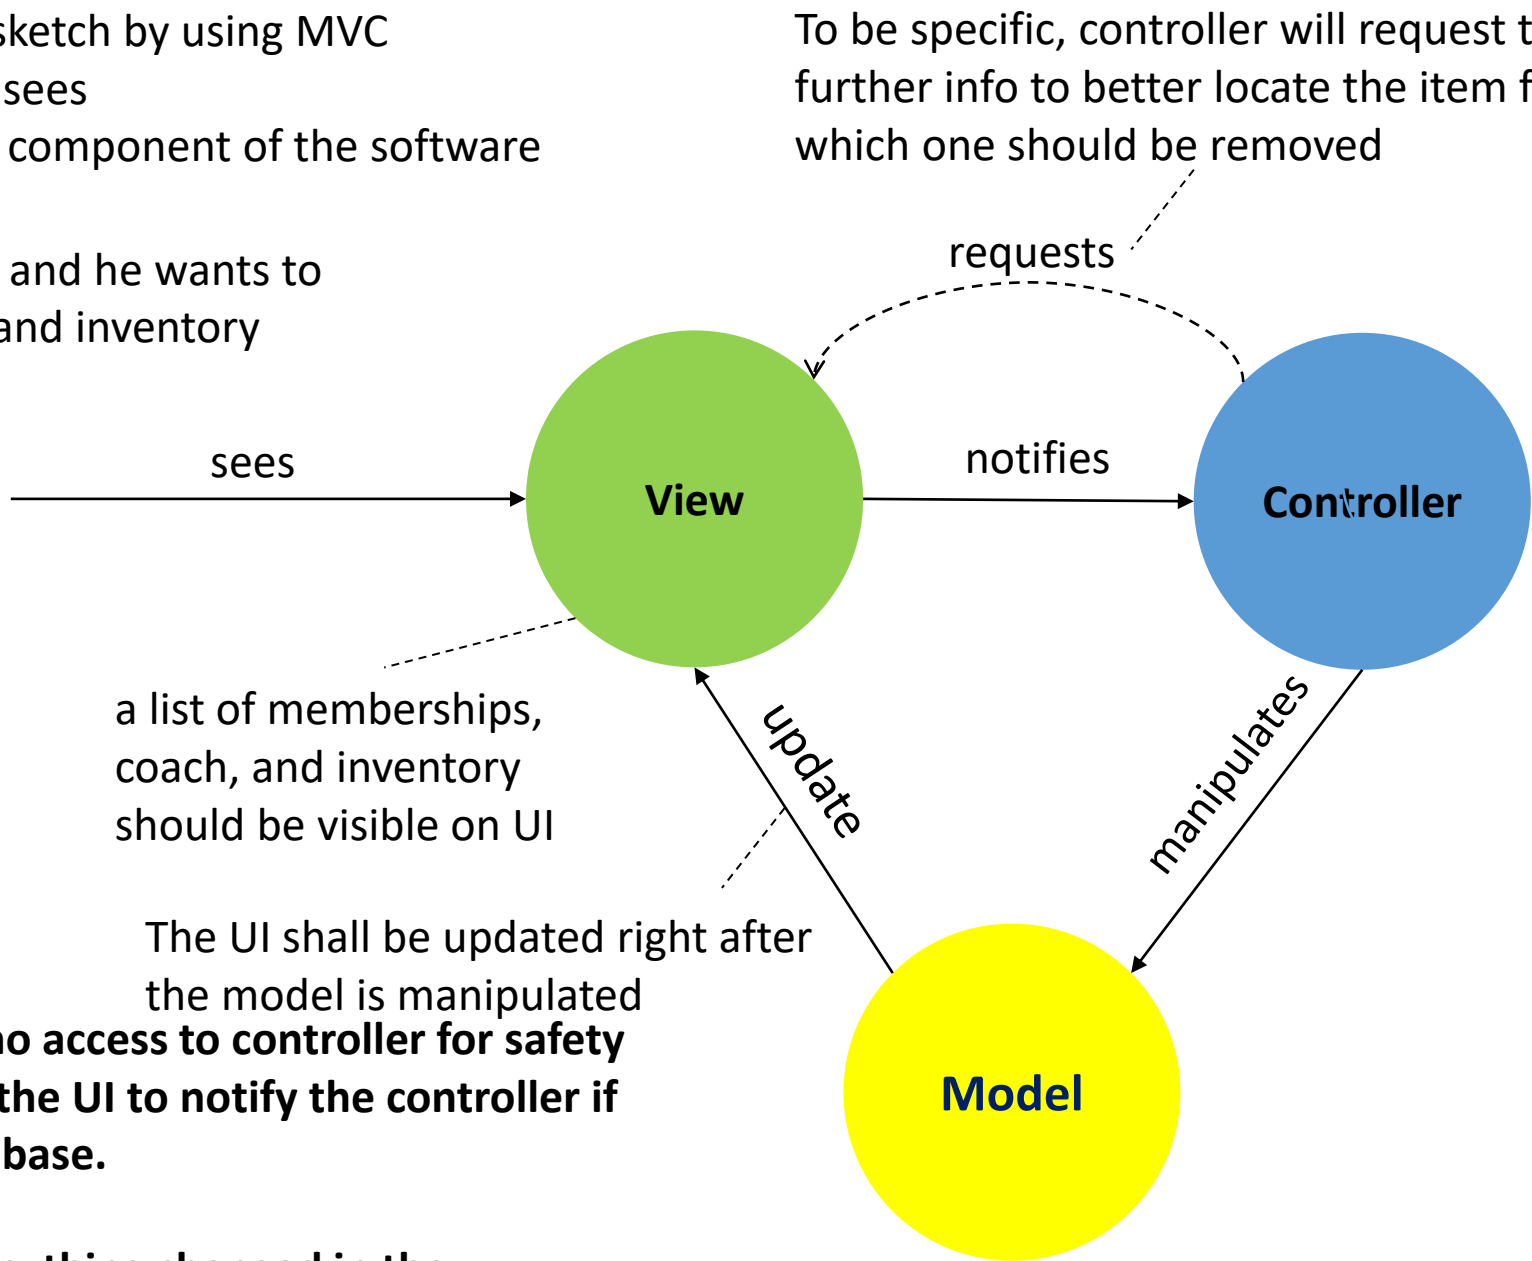 sketch by using MVC
sees
component of the software
and he wants to
and inventory
To be specific, controller will request t
further info to better locate the item f
which one should be removed
requests
sees
View
notifies
Controller
a list of memberships,
coach, and inventory
should be visible on UI
update
manipulates
The UI shall be updated right after
the model is manipulated
no access to controller for safety
the UI to notify the controller if
base.
Model